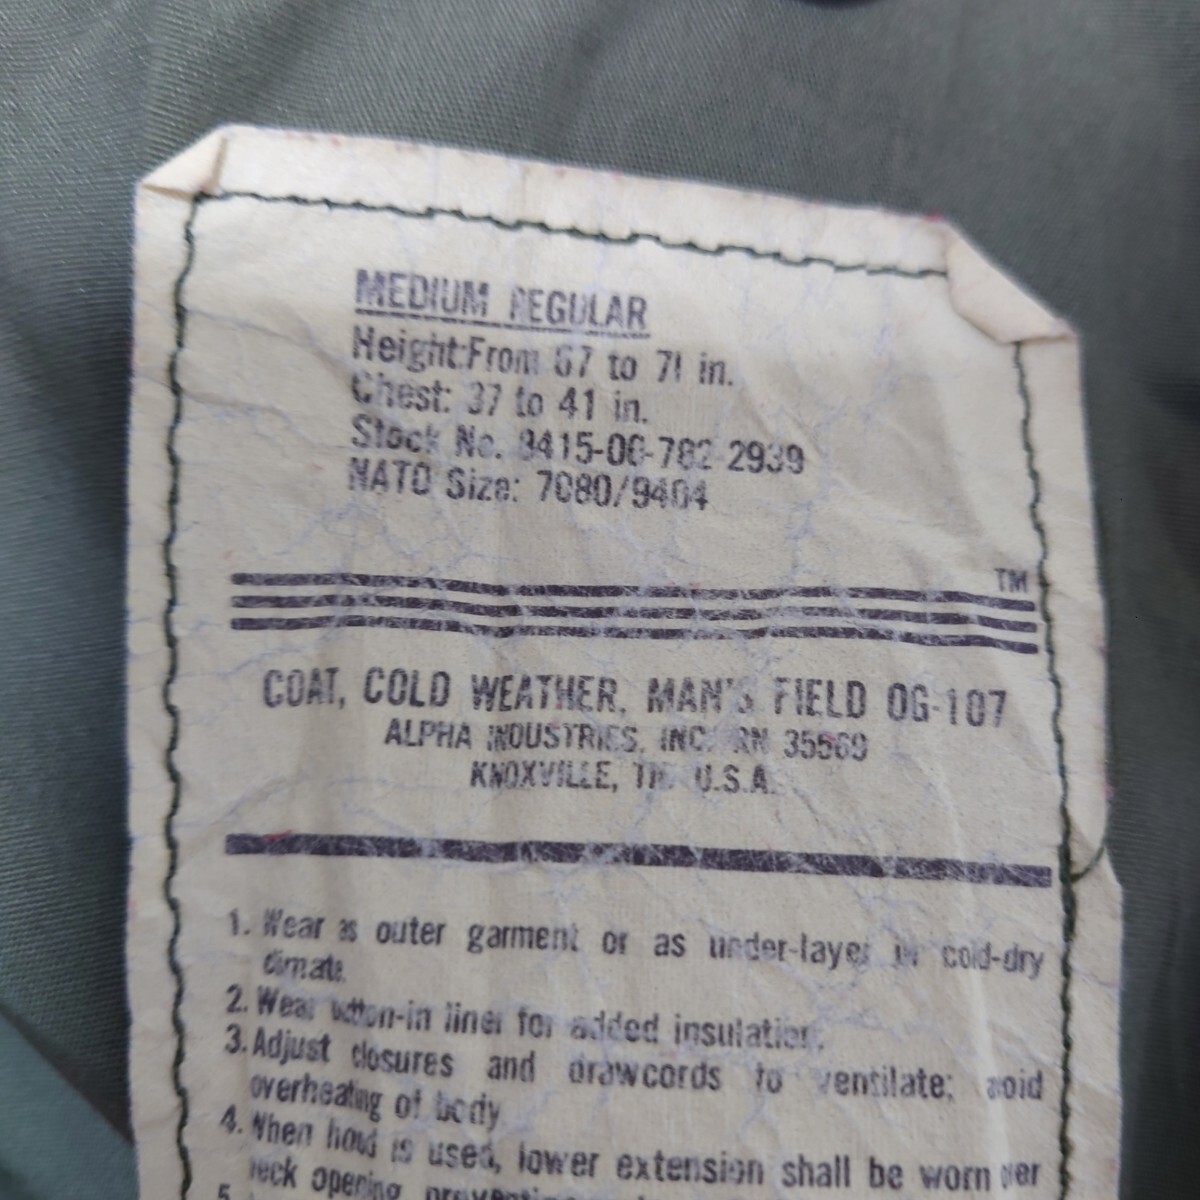 MEDIUM REGULAR
Height:From 67 to 71 in.
Chest: 37 to 41 in.
Stock No. 8415-00-782-2939
NATO Size: 7080/9404
TM
COAT, COLD WEATHER, MAN'S FIELD OG-107
ALPHA INDUSTRIES, INC. RN 35569
KNOXVILLE, TN. U.S.A.
1. Wear as outer garment or as under-layer in cold-dry
climate.
2. Wear button-in liner for added insulation.
3. Adjust closures and drawcords to ventilate; avoid
overheating of body
4. When hood is used, lower extension shall be worn over
neck opening
5.